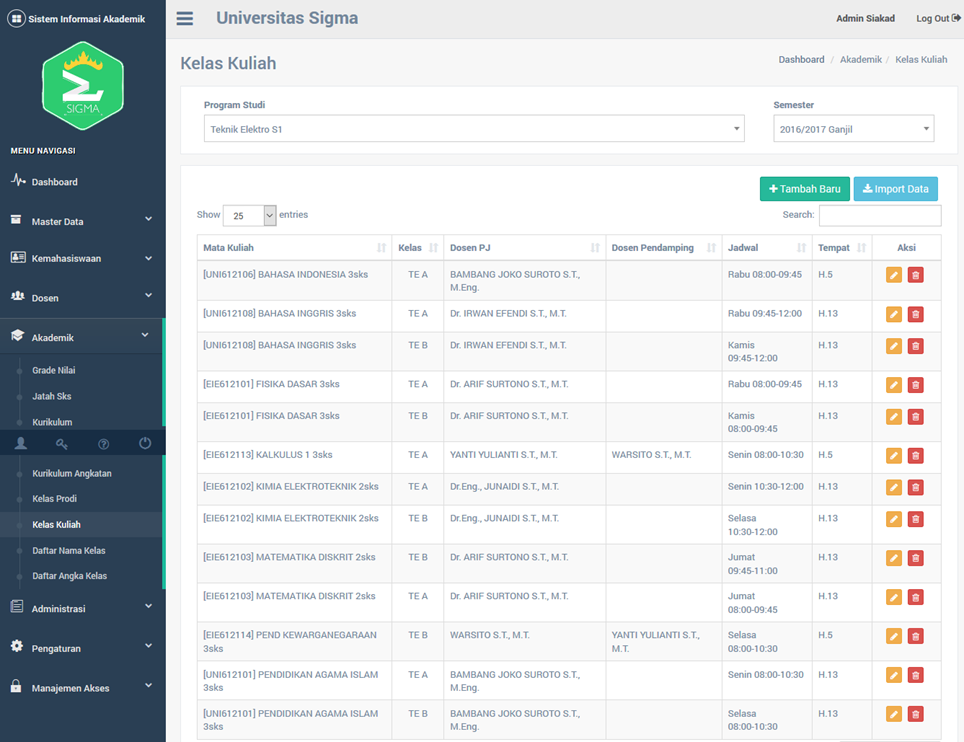 Sistem Informasi Akademik
Universitas Sigma
Admin Siakad
Log Out
SIGMA
MENU NAVIGASI
Dashboard
Master Data
Kemahasiswaan
Dosen
Akademik
Grade Nilai
Jatah Sks
Kurikulum
Kurikulum Angkatan
Kelas Prodi
Kelas Kuliah
Daftar Nama Kelas
Daftar Angka Kelas
Administrasi
Pengaturan
Manajemen Akses
Kelas Kuliah
Dashboard / Akademik / Kelas Kuliah
Program Studi
Teknik Elektro S1
Semester
2016/2017 Ganjil
+ Tambah Baru
Import Data
Show 25 entries
Search:
Mata Kuliah Kelas Dosen PJ Dosen Pendamping Jadwal Tempat Aksi
[UNI612106] BAHASA INDONESIA 3sks TE A BAMBANG JOKO SUROTO S.T., Rabu 08:00-09:45 H.5
M.Eng.
[UNI612108] BAHASA INGGRIS 3sks TE A Dr. IRWAN EFENDI S.T., M.T. Rabu 09:45-12:00 H.13
[UNI612108] BAHASA INGGRIS 3sks TE B Dr. IRWAN EFENDI S.T., M.T. Kamis H.13
09:45-12:00
[EIE612101] FISIKA DASAR 3sks TE A Dr. ARIF SURTONO S.T., M.T. Rabu 08:00-09:45 H.13
[EIE612101] FISIKA DASAR 3sks TE B Dr. ARIF SURTONO S.T., M.T. Kamis H.13
08:00-09:45
[EIE612113] KALKULUS 1 3sks TE A YANTI YULIANTI S.T., M.T. WARSITO S.T., M.T. Senin 08:00-10:30 H.5
[EIE612102] KIMIA ELEKTROTEKNIK 2sks TE A Dr.Eng., JUNAIDI S.T., M.T. Senin 10:30-12:00 H.13
[EIE612102] KIMIA ELEKTROTEKNIK 2sks TE B Dr.Eng., JUNAIDI S.T., M.T. Selasa H.13
10:30-12:00
[EIE612103] MATEMATIKA DISKRIT 2sks TE B Dr. ARIF SURTONO S.T., M.T. Jumat H.13
09:45-11:00
[EIE612103] MATEMATIKA DISKRIT 2sks TE A Dr. ARIF SURTONO S.T., M.T. Jumat H.13
08:00-09:45
[EIE612114] PEND KEWARGANEGARAAN TE B WARSITO S.T., M.T. YANTI YULIANTI S.T., Selasa H.5
3sks M.T. 08:00-10:30
[UNI612101] PENDIDIKAN AGAMA ISLAM TE A BAMBANG JOKO SUROTO S.T., Senin 08:00-10:30 H.13
3sks M.Eng.
[UNI612101] PENDIDIKAN AGAMA ISLAM TE B BAMBANG JOKO SUROTO S.T., Selasa H.13
3sks M.Eng. 08:00-10:30